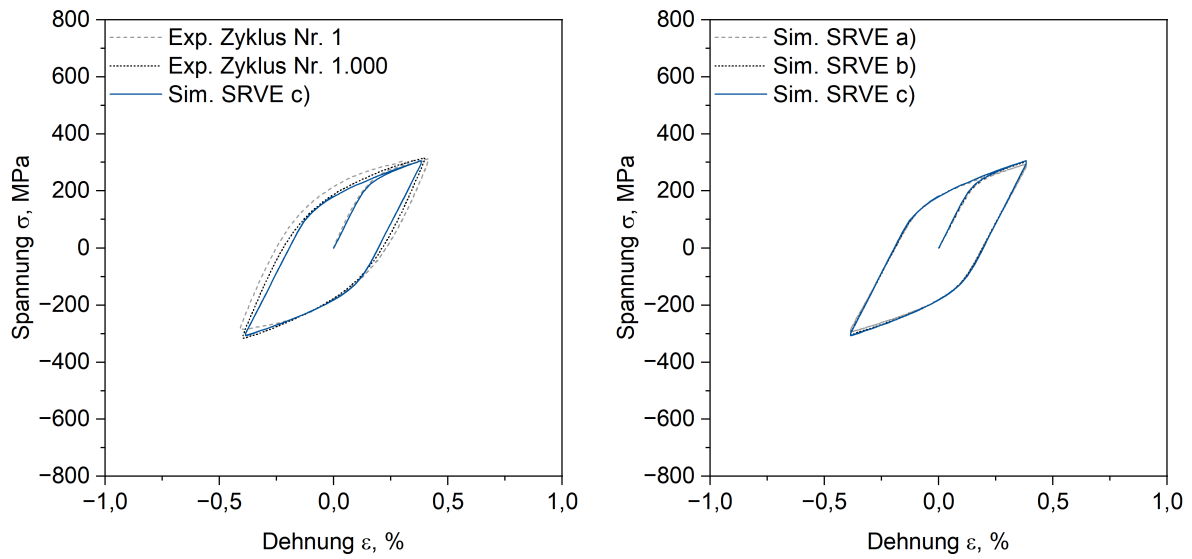 800
Exp. Zyklus Nr. 1
Exp. Zyklus Nr. 1.000
Sim. SRVE c)
600
400
200
0
−200
−400
−600
−800
−1,0
−0,5
0,0
0,5
1,0
Spannung σ, MPa
Dehnung ε, %
800
Sim. SRVE a)
Sim. SRVE b)
Sim. SRVE c)
600
400
200
0
−200
−400
−600
−800
−1,0
−0,5
0,0
0,5
1,0
Spannung σ, MPa
Dehnung ε, %